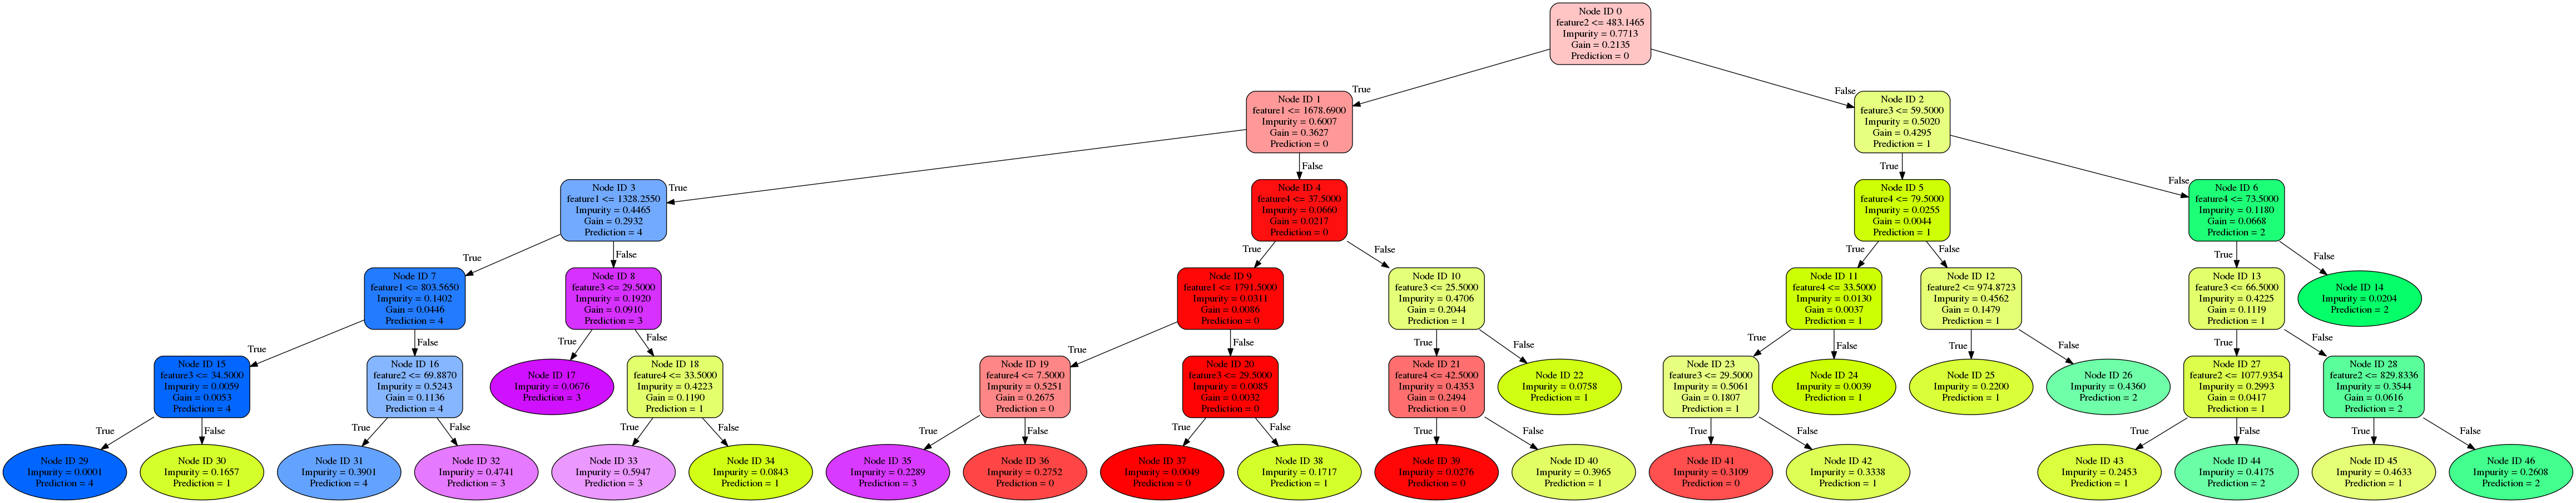 Node ID 0
feature2 <= 483.1465
Impurity = 0.7713
Gain = 0.2135
Prediction = 0
True
False
Node ID 1
feature1 <= 1678.6900
Impurity = 0.6007
Gain = 0.3627
Prediction = 0
Node ID 2
feature3 <= 59.5000
Impurity = 0.5020
Gain = 0.4295
Prediction = 1
True
False
True
False
Node ID 3
feature1 <= 1328.2550
Impurity = 0.4465
Gain = 0.2932
Prediction = 4
Node ID 4
feature4 <= 37.5000
Impurity = 0.0660
Gain = 0.0217
Prediction = 0
Node ID 5
feature4 <= 79.5000
Impurity = 0.0255
Gain = 0.0044
Prediction = 1
Node ID 6
feature4 <= 73.5000
Impurity = 0.1180
Gain = 0.0668
Prediction = 2
True
False
True
False
True
False
True
False
Node ID 7
feature1 <= 803.5650
Impurity = 0.1402
Gain = 0.0446
Prediction = 4
Node ID 8
feature3 <= 29.5000
Impurity = 0.1920
Gain = 0.0910
Prediction = 3
Node ID 9
feature1 <= 1791.5000
Impurity = 0.0311
Gain = 0.0086
Prediction = 0
Node ID 10
feature3 <= 25.5000
Impurity = 0.4706
Gain = 0.2044
Prediction = 1
Node ID 11
feature4 <= 33.5000
Impurity = 0.0130
Gain = 0.0037
Prediction = 1
Node ID 12
feature2 <= 974.8723
Impurity = 0.4562
Gain = 0.1479
Prediction = 1
Node ID 13
feature3 <= 66.5000
Impurity = 0.4225
Gain = 0.1119
Prediction = 1
Node ID 14
Impurity = 0.0204
Prediction = 2
True
False
True
False
True
False
True
False
True
False
True
False
True
False
Node ID 15
feature3 <= 34.5000
Impurity = 0.0059
Gain = 0.0053
Prediction = 4
Node ID 16
feature2 <= 69.8870
Impurity = 0.5243
Gain = 0.1136
Prediction = 4
Node ID 17
Impurity = 0.0676
Prediction = 3
Node ID 18
feature4 <= 33.5000
Impurity = 0.4223
Gain = 0.1190
Prediction = 1
Node ID 19
feature4 <= 7.5000
Impurity = 0.5251
Gain = 0.2675
Prediction = 0
Node ID 20
feature3 <= 29.5000
Impurity = 0.0085
Gain = 0.0032
Prediction = 0
Node ID 21
feature4 <= 42.5000
Impurity = 0.4353
Gain = 0.2494
Prediction = 0
Node ID 22
Impurity = 0.0758
Prediction = 1
Node ID 23
feature3 <= 29.5000
Impurity = 0.5061
Gain = 0.1807
Prediction = 1
Node ID 24
Impurity = 0.0039
Prediction = 1
Node ID 25
Impurity = 0.2200
Prediction = 1
Node ID 26
Impurity = 0.4360
Prediction = 2
Node ID 27
feature2 <= 1077.9354
Impurity = 0.2993
Gain = 0.0417
Prediction = 1
Node ID 28
feature2 <= 829.8336
Impurity = 0.3544
Gain = 0.0616
Prediction = 2
True
False
True
False
True
False
True
False
True
False
True
False
True
False
True
False
True
False
Node ID 29
Impurity = 0.0001
Prediction = 4
Node ID 30
Impurity = 0.1657
Prediction = 1
Node ID 31
Impurity = 0.3901
Prediction = 4
Node ID 32
Impurity = 0.4741
Prediction = 3
Node ID 33
Impurity = 0.5947
Prediction = 3
Node ID 34
Impurity = 0.0843
Prediction = 1
Node ID 35
Impurity = 0.2289
Prediction = 3
Node ID 36
Impurity = 0.2752
Prediction = 0
Node ID 37
Impurity = 0.0049
Prediction = 0
Node ID 38
Impurity = 0.1717
Prediction = 1
Node ID 39
Impurity = 0.0276
Prediction = 0
Node ID 40
Impurity = 0.3965
Prediction = 1
Node ID 41
Impurity = 0.3109
Prediction = 0
Node ID 42
Impurity = 0.3338
Prediction = 1
Node ID 43
Impurity = 0.2453
Prediction = 1
Node ID 44
Impurity = 0.4175
Prediction = 2
Node ID 45
Impurity = 0.4633
Prediction = 1
Node ID 46
Impurity = 0.2608
Prediction = 2